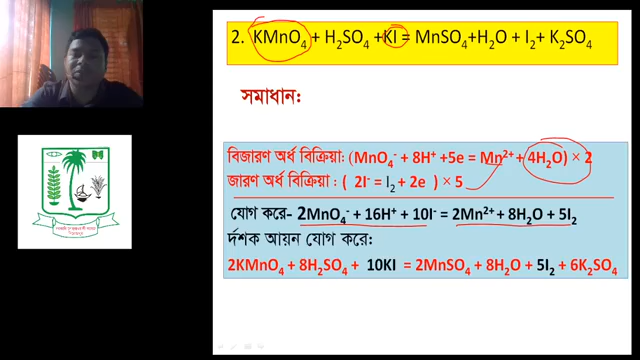 2. KMnO₄ + H₂SO₄ +KI = MnSO₄+H₂O + I₂+ K₂SO₄
সমাধান:
বিজারণ অর্ধ বিক্রিয়া: (MnO₄⁻ + 8H⁺ +5e = Mn²⁺ + 4H₂O) × 2
জারণ অর্ধ বিক্রিয়া : ( 2I⁻ = I₂ + 2e ) × 5
যোগ করে- 2MnO₄⁻ + 16H⁺ + 10I⁻ = 2Mn²⁺ + 8H₂O + 5I₂
র্দশক আয়ন যোগ করে:
2KMnO₄ + 8H₂SO₄ + 10KI = 2MnSO₄ + 8H₂O + 5I₂ + 6K₂SO₄